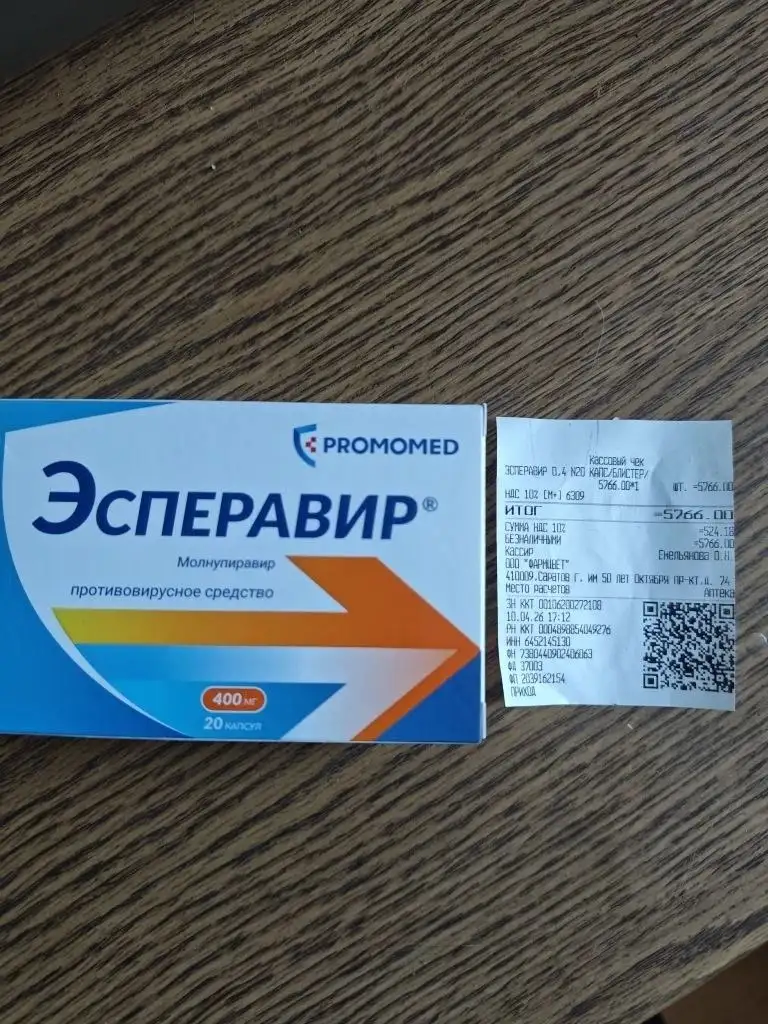 PROMOMED
ЭСПЕРАВИР®
Молнупиравир
противовирусное средство
400 мг
20 капсул
Кассовый чек
ЭСПЕРАВИР 0.4 N20 КАПС/БЛИСТЕР/
5766.00*1 ШТ. =5766.00
НДС 10% [М+] 6309
ИТОГ =5766.00
СУММА НДС 10% =524.18
БЕЗНАЛИЧНЫМИ =5766.00
Кассир Емельянова О.Н.
ООО "ФАРМЦВЕТ"
410009.Саратов г. им 50 лет Октября пр-кт.д. 74
Место расчетов Аптека
ЗН ККТ 00106200272108
10.04.26 17:12
РН ККТ 0004898854049276
ИНН 6452145130
ФН 7380440902406063
ФД 37003
ФП 2039162154
ПРИХОД